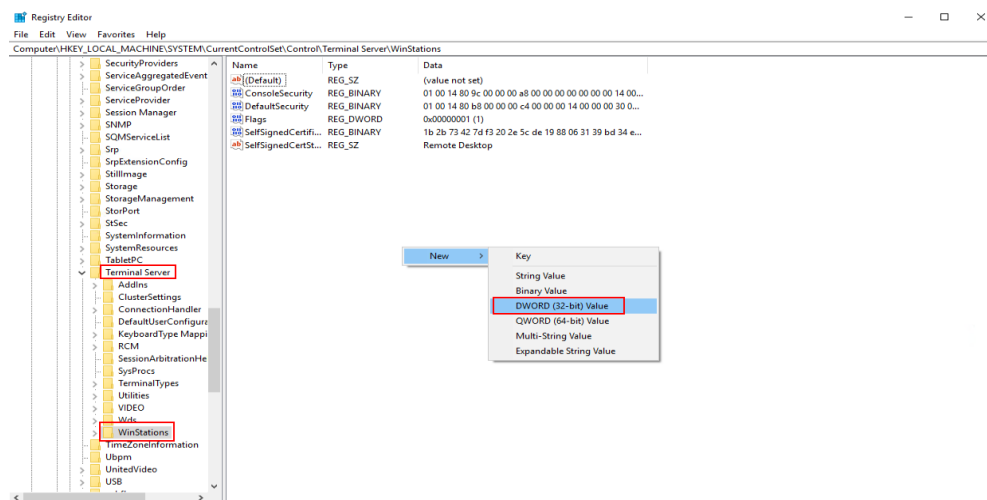 Registry Editor
File Edit View Favorites Help
Computer\HKEY_LOCAL_MACHINE\SYSTEM\CurrentControlSet\Control\Terminal Server\WinStations
SecurityProviders
ServiceAggregatedEvent
ServiceGroupOrder
ServiceProvider
Session Manager
SNMP
SQMServiceList
Srp
SrpExtensionConfig
StillImage
Storage
StorageManagement
StorPort
StSec
SystemInformation
SystemResources
TabletPC
Terminal Server
AddIns
ClusterSettings
ConnectionHandler
DefaultUserConfigura
KeyboardType Mappi
RCM
SessionArbitrationHe
SysProcs
TerminalTypes
Utilities
VIDEO
Wds
WinStations
TimeZoneInformation
Ubpm
UnitedVideo
USB
Name Type Data
(Default) REG_SZ (value not set)
ConsoleSecurity REG_BINARY 01 00 14 80 9c 00 00 00 a8 00 00 00 00 00 00 00 14 00...
DefaultSecurity REG_BINARY 01 00 14 80 b8 00 00 00 c4 00 00 00 14 00 00 00 30 0...
Flags REG_DWORD 0x00000001 (1)
SelfSignedCertifi... REG_BINARY 1b 2b 73 42 7d f3 20 2e 5c de 19 88 06 31 39 bd 34 e...
SelfSignedCertSt... REG_SZ Remote Desktop
New
Key
String Value
Binary Value
DWORD (32-bit) Value
QWORD (64-bit) Value
Multi-String Value
Expandable String Value